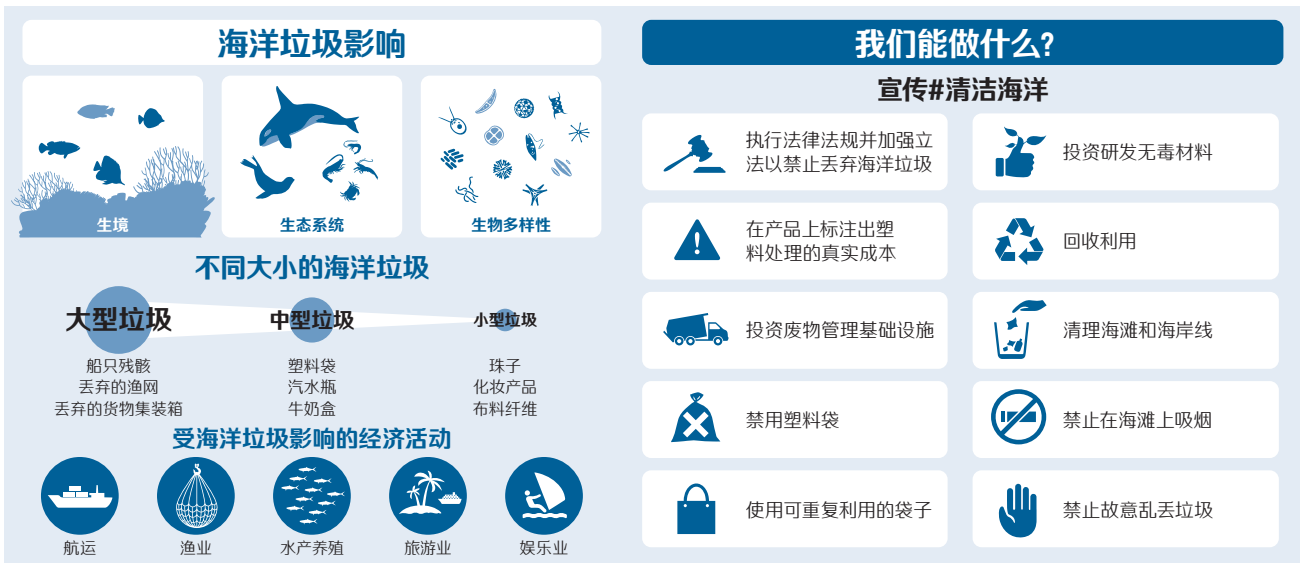 海洋垃圾影响
生境
生态系统
生物多样性
不同大小的海洋垃圾
大型垃圾
中型垃圾
小型垃圾
船只残骸
丢弃的渔网
丢弃的货物集装箱
塑料袋
汽水瓶
牛奶盒
珠子
化妆产品
布料纤维
受海洋垃圾影响的经济活动
航运
渔业
水产养殖
旅游业
娱乐业
我们能做什么?
宣传#清洁海洋
执行法律法规并加强立
法以禁止丢弃海洋垃圾
投资研发无毒材料
在产品上标注出塑
料处理的真实成本
回收利用
投资废物管理基础设施
清理海滩和海岸线
禁用塑料袋
禁止在海滩上吸烟
使用可重复利用的袋子
禁止故意乱丢垃圾